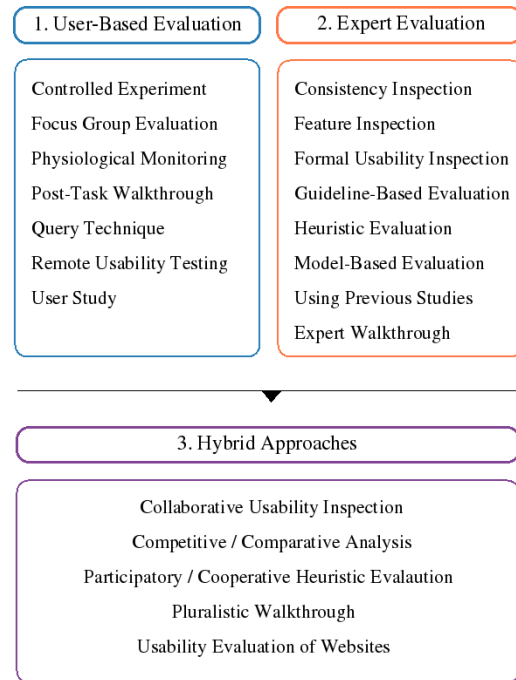 1. User-Based Evaluation
Controlled Experiment
Focus Group Evaluation
Physiological Monitoring
Post-Task Walkthrough
Query Technique
Remote Usability Testing
User Study
2. Expert Evaluation
Consistency Inspection
Feature Inspection
Formal Usability Inspection
Guideline-Based Evaluation
Heuristic Evaluation
Model-Based Evaluation
Using Previous Studies
Expert Walkthrough
3. Hybrid Approaches
Collaborative Usability Inspection
Competitive / Comparative Analysis
Participatory / Cooperative Heuristic Evalaution
Pluralistic Walkthrough
Usability Evaluation of Websites